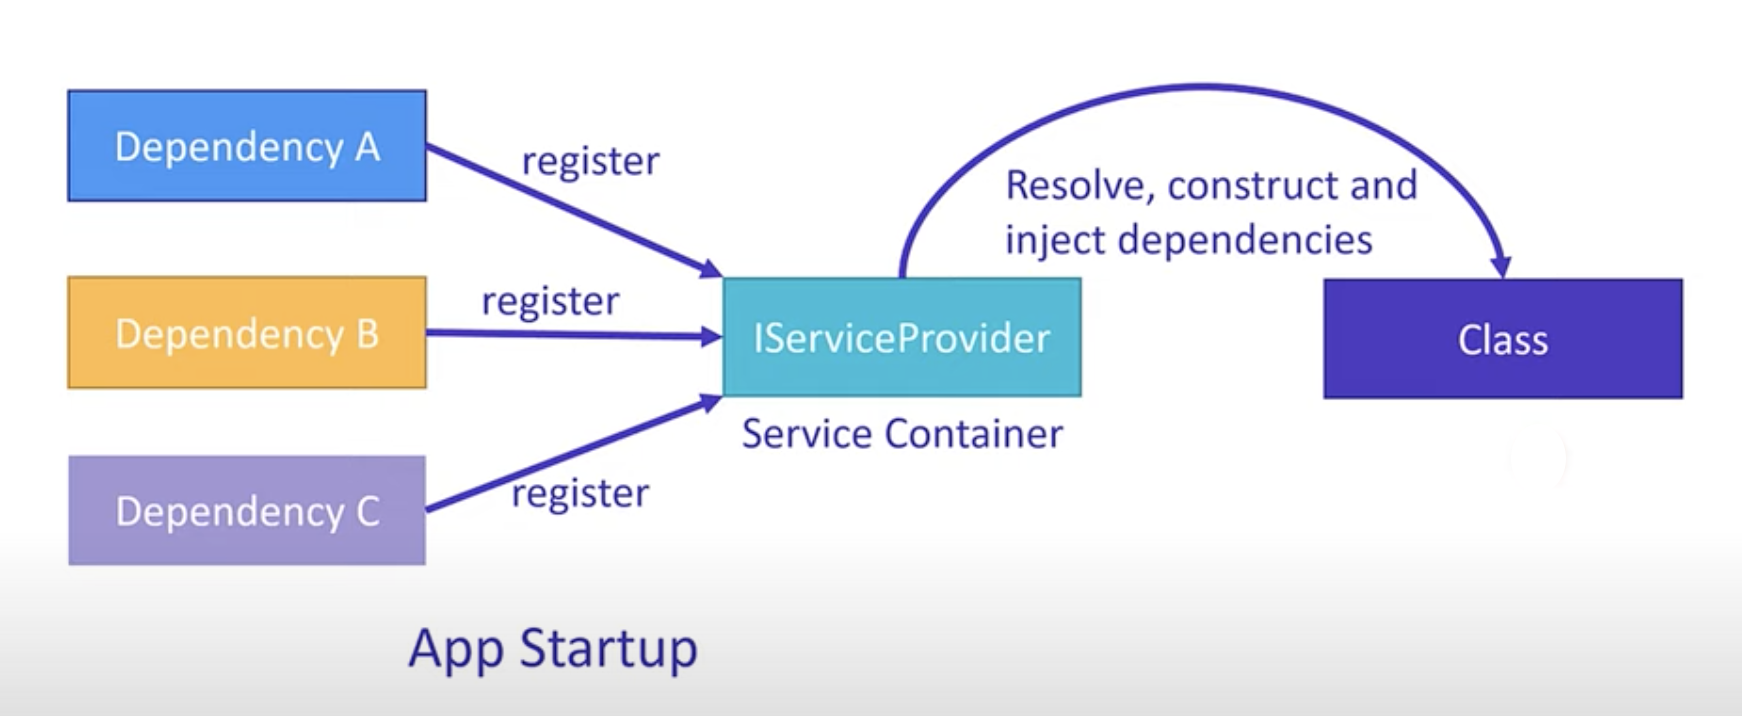 Dependency A
register
Resolve, construct and
inject dependencies
Dependency B
register
IServiceProvider
Class
Service Container
Dependency C
register
App Startup